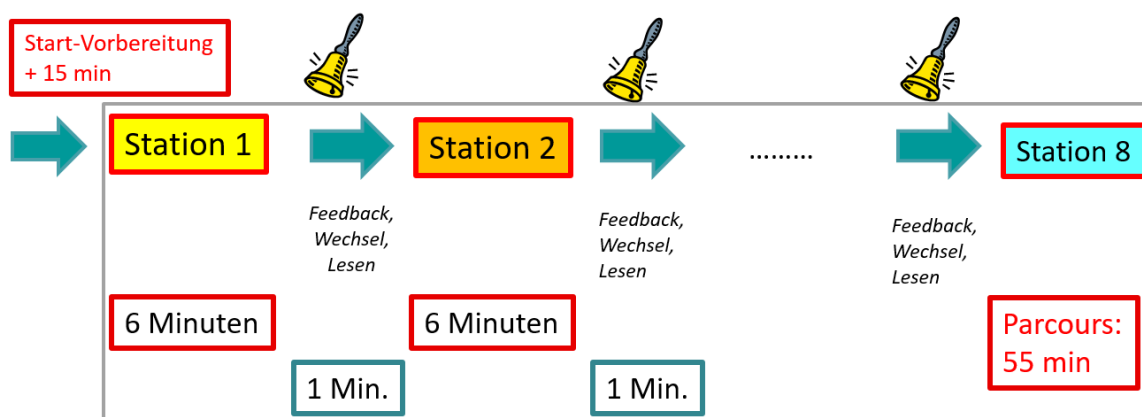 Start-Vorbereitung
+ 15 min
Station 1
Station 2
.........
Station 8
Feedback,
Wechsel,
Lesen
Feedback,
Wechsel,
Lesen
Feedback,
Wechsel,
Lesen
6 Minuten
6 Minuten
Parcours:
55 min
1 Min.
1 Min.